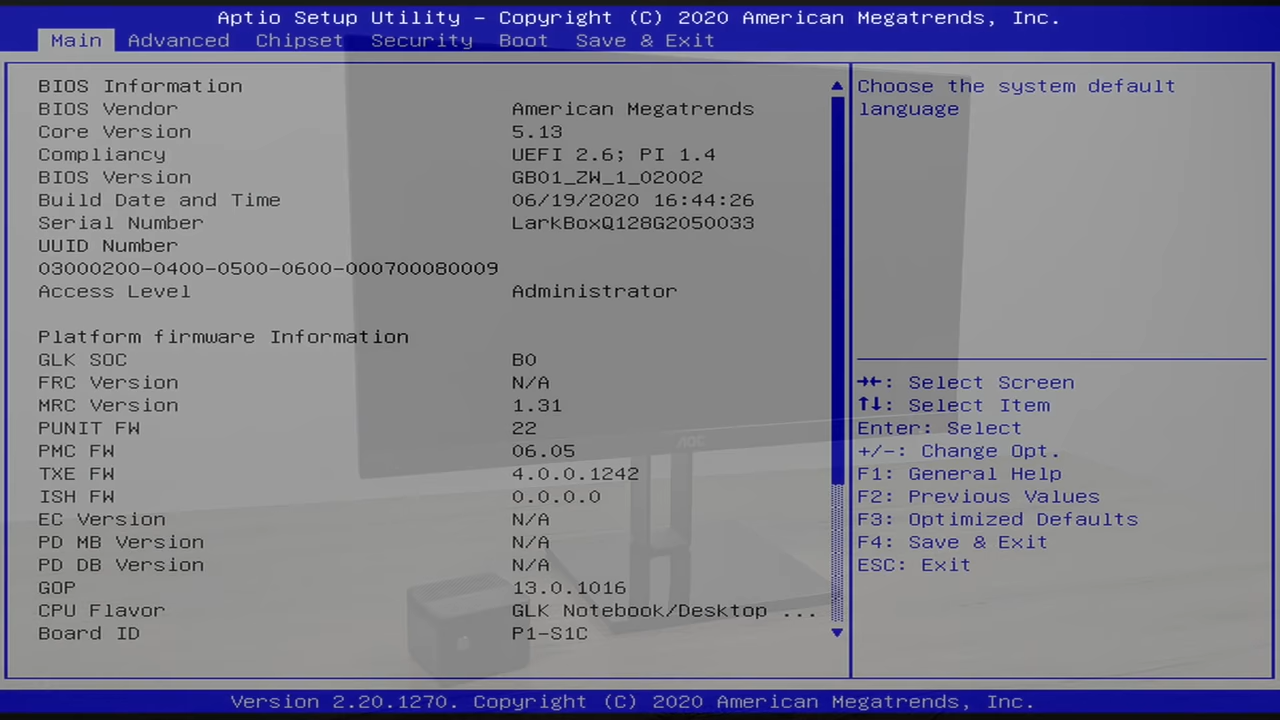 Aptio Setup Utility – Copyright (C) 2020 American Megatrends, Inc.
Main Advanced Chipset Security Boot Save & Exit
BIOS Information
BIOS Vendor American Megatrends
Core Version 5.13
Compliancy UEFI 2.6; PI 1.4
BIOS Version GB01_ZW_1_02002
Build Date and Time 06/19/2020 16:44:26
Serial Number LarkBoxQ128G2050033
UUID Number
03000200-0400-0500-0600-000700080009
Access Level Administrator
Platform firmware Information
GLK SOC B0
FRC Version N/A
MRC Version 1.31
PUNIT FW 22
PMC FW 06.05
TXE FW 4.0.0.1242
ISH FW 0.0.0.0
EC Version N/A
PD MB Version N/A
PD DB Version N/A
GOP 13.0.1016
CPU Flavor GLK Notebook/Desktop ...
Board ID P1-S1C
Choose the system default
language
→←: Select Screen
↑↓: Select Item
Enter: Select
+/-: Change Opt.
F1: General Help
F2: Previous Values
F3: Optimized Defaults
F4: Save & Exit
ESC: Exit
AOC
Version 2.20.1270. Copyright (C) 2020 American Megatrends, Inc.